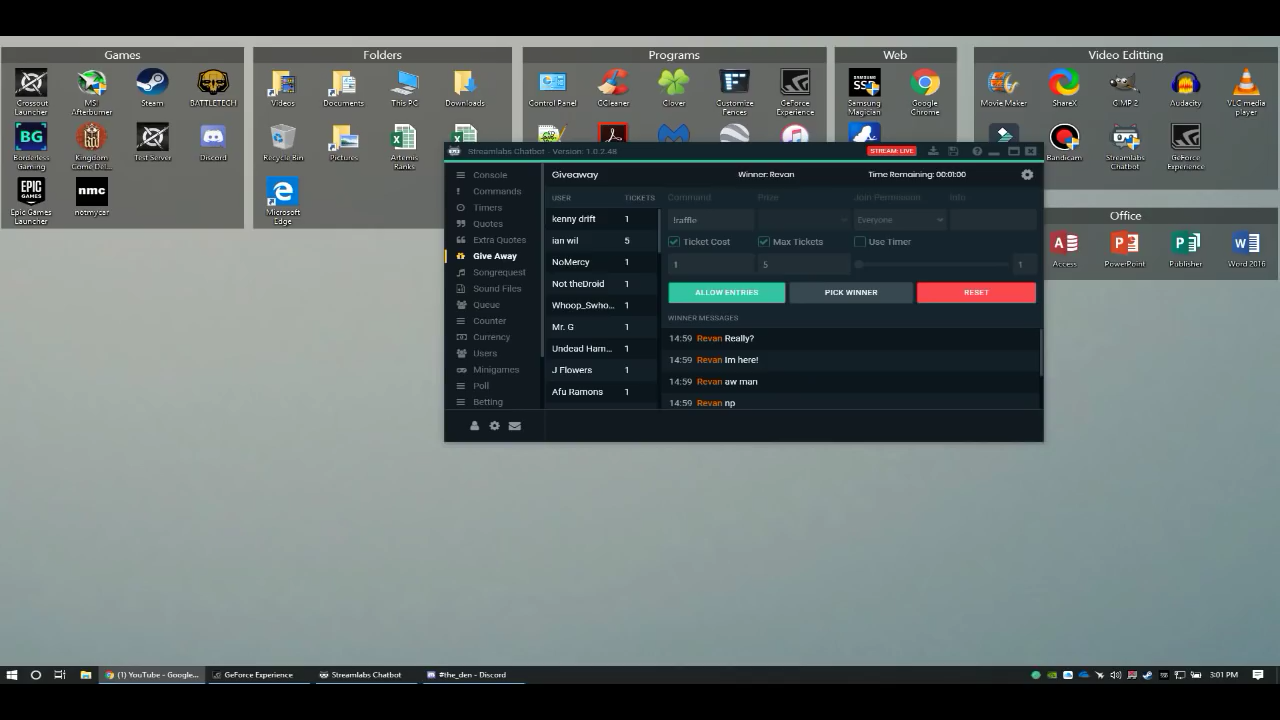 Games
Folders
Programs
Web
Video Editting
Crossout Launcher
MSI Afterburner
Steam
BATTLETECH
Videos
Documents
This PC
Downloads
Control Panel
CCleaner
Clover
Customize Fences
GeForce Experience
Samsung Magician
Google Chrome
Movie Maker
ShareX
GIMP 2
Audacity
VLC media player
Borderless Gaming
Kingdom Come Del...
Test Server
Discord
Recycle Bin
Pictures
Artemis Ranks
Bandicam
Streamlabs Chatbot
GeForce Experience
Epic Games Launcher
notmycar
Microsoft Edge
Office
Access
PowerPoint
Publisher
Word 2016
Streamlabs Chatbot - Version: 1.0.2.48
STREAM: LIVE
Console
Commands
Timers
Quotes
Extra Quotes
Give Away
Songrequest
Sound Files
Queue
Counter
Currency
Users
Minigames
Poll
Betting
Giveaway
Winner: Revan
Time Remaining: 00:01:00
USER TICKETS
kenny drift 1
ian wil 5
NoMercy 1
Not theDroid 1
Whoop_Swho... 1
Mr. G 1
Undead Ham... 1
J Flowers 1
Afu Ramons 1
Command Prize Join Permission Info
!raffle Everyone
Ticket Cost Max Tickets Use Timer
1 5 1
ALLOW ENTRIES PICK WINNER RESET
WINNER MESSAGES
14:59 Revan Really?
14:59 Revan Im here!
14:59 Revan aw man
14:59 Revan np
(1) YouTube - Google...
GeForce Experience
Streamlabs Chatbot
#the_den - Discord
3:01 PM